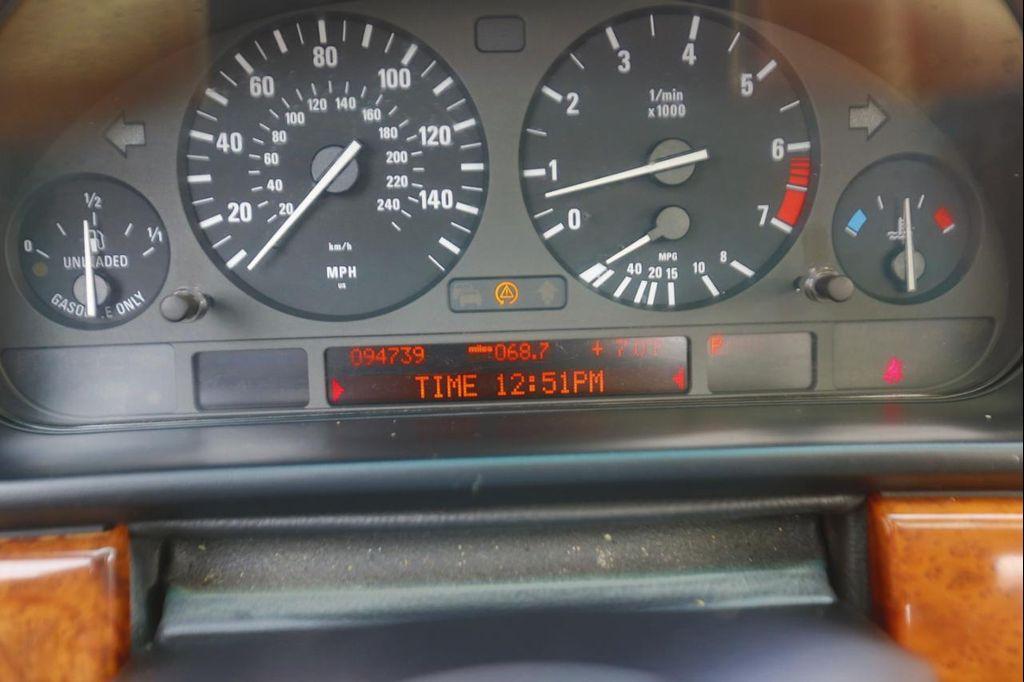 20 40 60 80 100 120 140
20 40 60 80 100 120 140 160 180 200 220 240
km/h
MPH
US
0 1 2 3 4 5 6 7
1/min
x1000
MPG
40 20 15 10 8
0 1/2 1/1
UNLEADED
GASOLINE ONLY
094739 miles 068.7
TIME 12:51PM
P